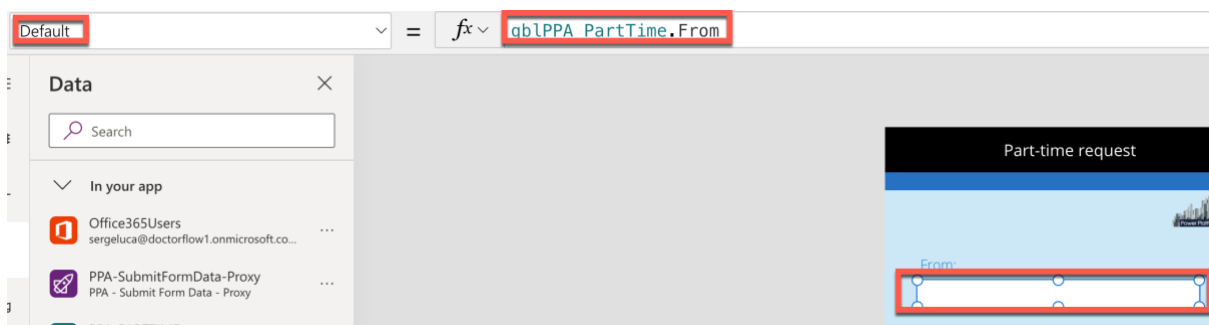 Default
= fx gblPPA_PartTime.From
Data
Search
In your app
Office365Users
sergeluca@doctorflow1.onmicrosoft.co...
PPA-SubmitFormData-Proxy
PPA - Submit Form Data - Proxy
Part-time request
From: